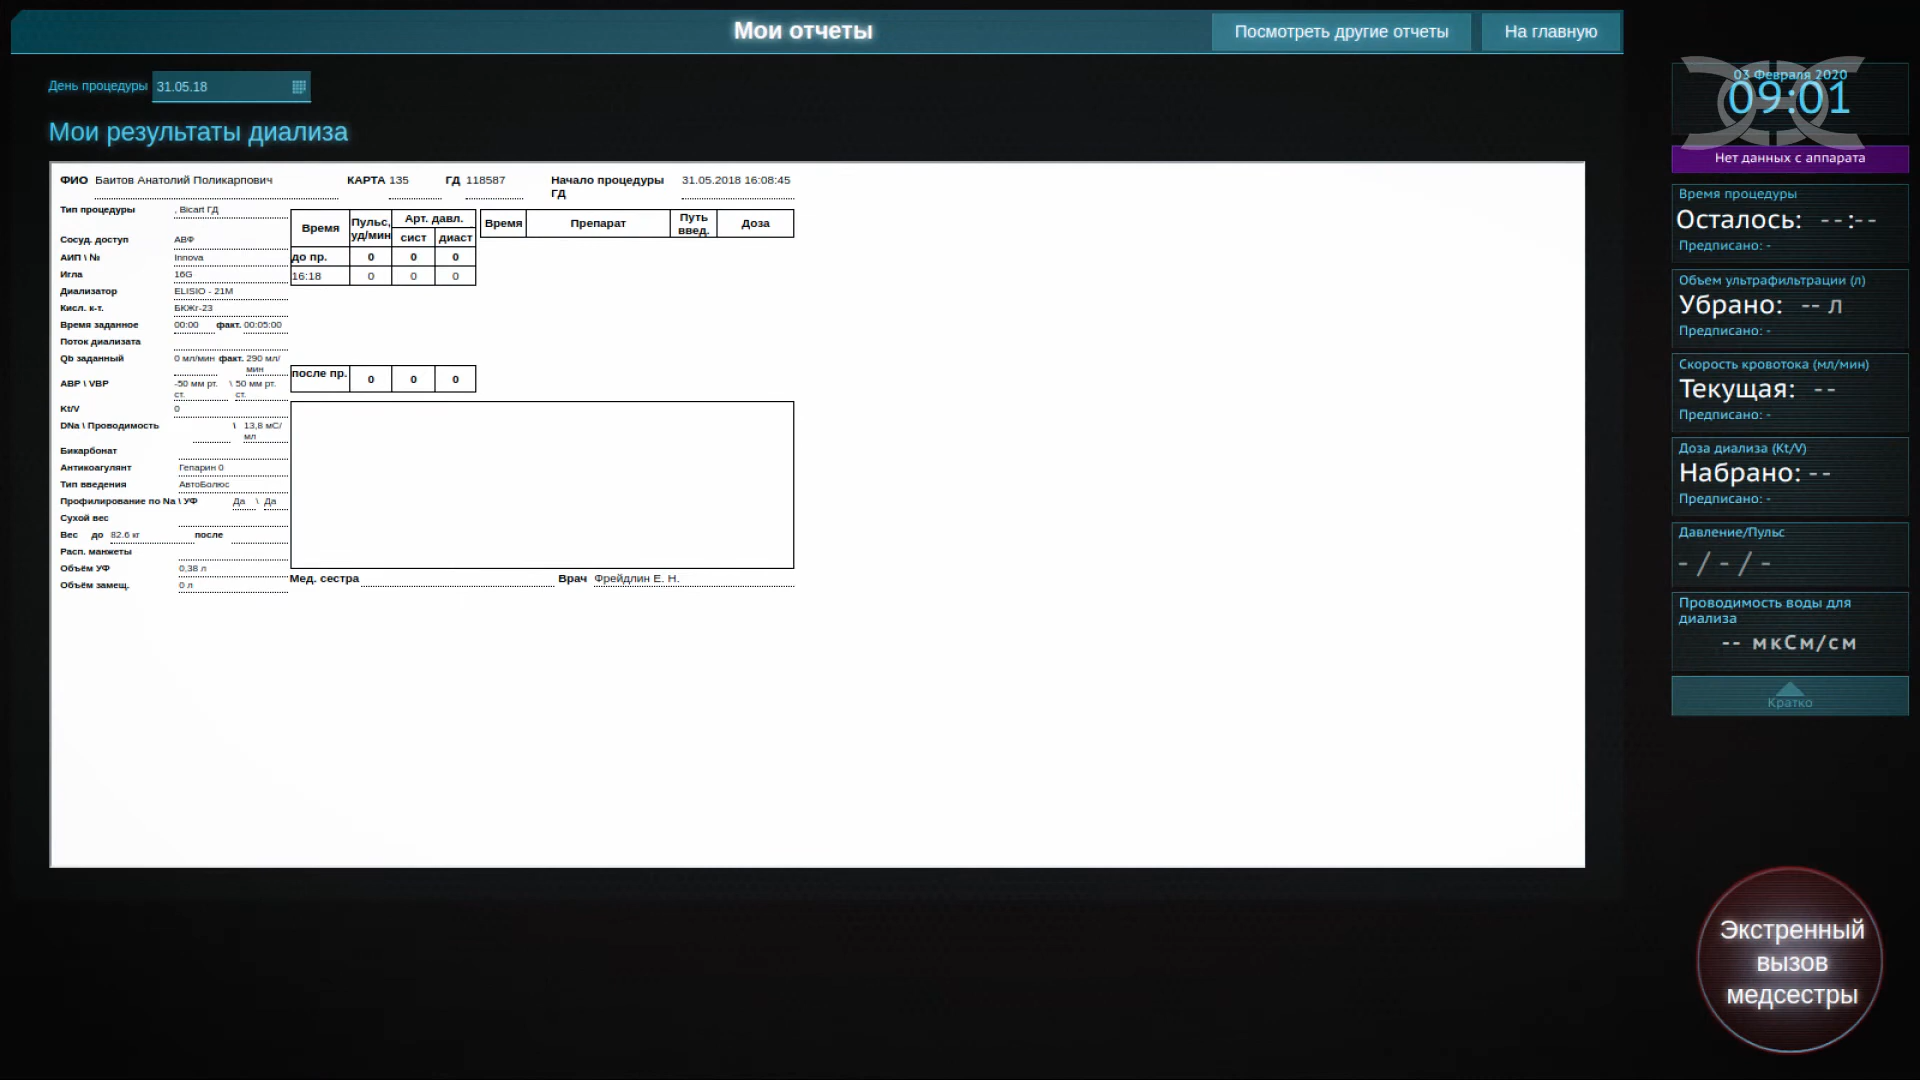 Мои отчеты
Посмотреть другие отчеты
На главную
День процедуры 31.05.18
Мои результаты диализа
ФИО Баитов Анатолий Поликарпович КАРТА 135 ГД 118587 Начало процедуры ГД 31.05.2018 16:08:45
Тип процедуры , Bicart ГД
Сосуд. доступ АВФ
АИП \ № Innova
Игла 16G
Диализатор ELISIO - 21M
Кисл. к-т. БКЖг-23
Время заданное 00:00 факт. 00:05:00
Поток диализата
Qb заданный 0 мл/мин факт. 290 мл/
мин
АВР \ VBP -50 мм рт. \ 50 мм рт.
ст. ст.
Kt/V 0
DNa \ Проводимость \ 13,8 мС/
мл
Бикарбонат
Антикоагулянт Гепарин 0
Тип введения АвтоБолюс
Профилирование по Na \ УФ Да \ Да
Сухой вес
Вес до 82.6 кг после
Расп. манжеты
Объём УФ 0,38 л
Объём замещ. 0 л
Время Пульс, уд/мин Арт. давл.
сист диаст
до пр. 0 0 0
16:18 0 0 0
после пр. 0 0 0
Время Препарат Путь введ. Доза
Мед. сестра Врач Фрейдлин Е. Н.
03 Февраля 2020
09:01
Нет данных с аппарата
Время процедуры
Осталось: --:--
Предписано: -
Объем ультрафильтрации (л)
Убрано: -- л
Предписано: -
Скорость кровотока (мл/мин)
Текущая: --
Предписано: -
Доза диализа (Kt/V)
Набрано: --
Предписано: -
Давление/Пульс
- / - / -
Проводимость воды для
диализа
-- мкСм/см
Кратко
Экстренный
вызов
медсестры